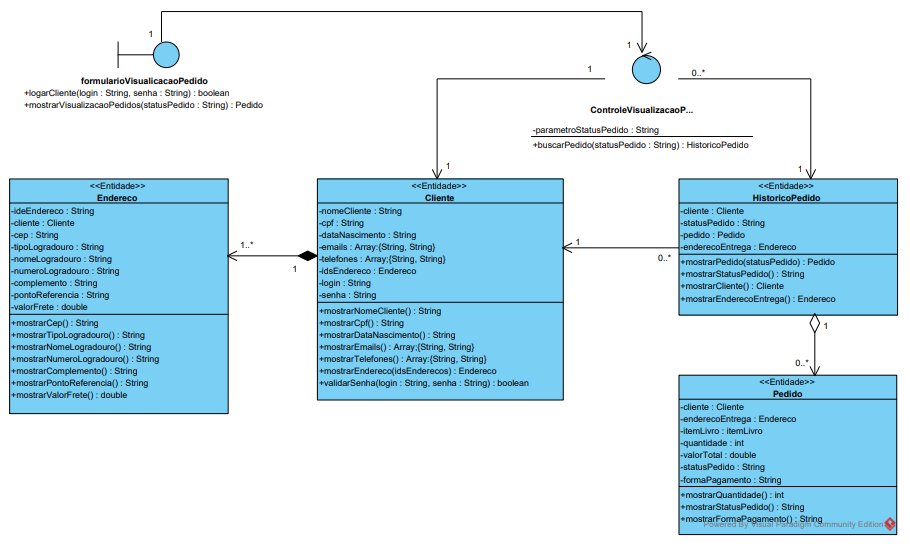 1
1
formularioVisualicacaoPedido
+logarCliente(login : String, senha : String) : boolean
+mostrarVisualizacaoPedidos(statusPedido : String) : Pedido
1
0..*
ControleVisualizacaoP...
-parametroStatusPedido : String
+buscarPedido(statusPedido : String) : HistoricoPedido
1
1
<<Entidade>>
Endereco
-ideEndereco : String
-cliente : Cliente
-cep : String
-tipoLogradouro : String
-nomeLogradouro : String
-numeroLogradouro : String
-complemento : String
-pontoReferencia : String
-valorFrete : double
+mostrarCep() : String
+mostrarTipoLogradouro() : String
+mostrarNomeLogradouro() : String
+mostrarNumeroLogradouro() : String
+mostrarComplemento() : String
+mostrarPontoReferencia() : String
+mostrarValorFrete() : double
1..*
1
<<Entidade>>
Cliente
-nomeCliente : String
-cpf : String
-dataNascimento : String
-emails : Array:{String, String}
-telefones : Array:{String, String}
-idsEndereco : Endereco
-login : String
-senha : String
+mostrarNomeCliente() : String
+mostrarCpf() : String
+mostrarDataNascimento() : String
+mostrarEmails() : Array:{String, String}
+mostrarTelefones() : Array:{String, String}
+mostrarEndereco(idsEnderecos) : Endereco
+validarSenha(login : String, senha : String) : boolean
1
0..*
<<Entidade>>
HistoricoPedido
-cliente : Cliente
-statusPedido : String
-pedido : Pedido
-enderecoEntrega : Endereco
+mostrarPedido(statusPedido) : Pedido
+mostrarStatusPedido() : String
+mostrarCliente() : Cliente
+mostrarEnderecoEntrega() : Endereco
1
0..*
<<Entidade>>
Pedido
-cliente : Cliente
-enderecoEntrega : Endereco
-itemLivro : itemLivro
-quantidade : int
-valorTotal : double
-statusPedido : String
-formaPagamento : String
+mostrarQuantidade() : int
+mostrarStatusPedido() : String
+mostrarFormaPagamento() : String
Powered By Visual Paradigm Community Edition